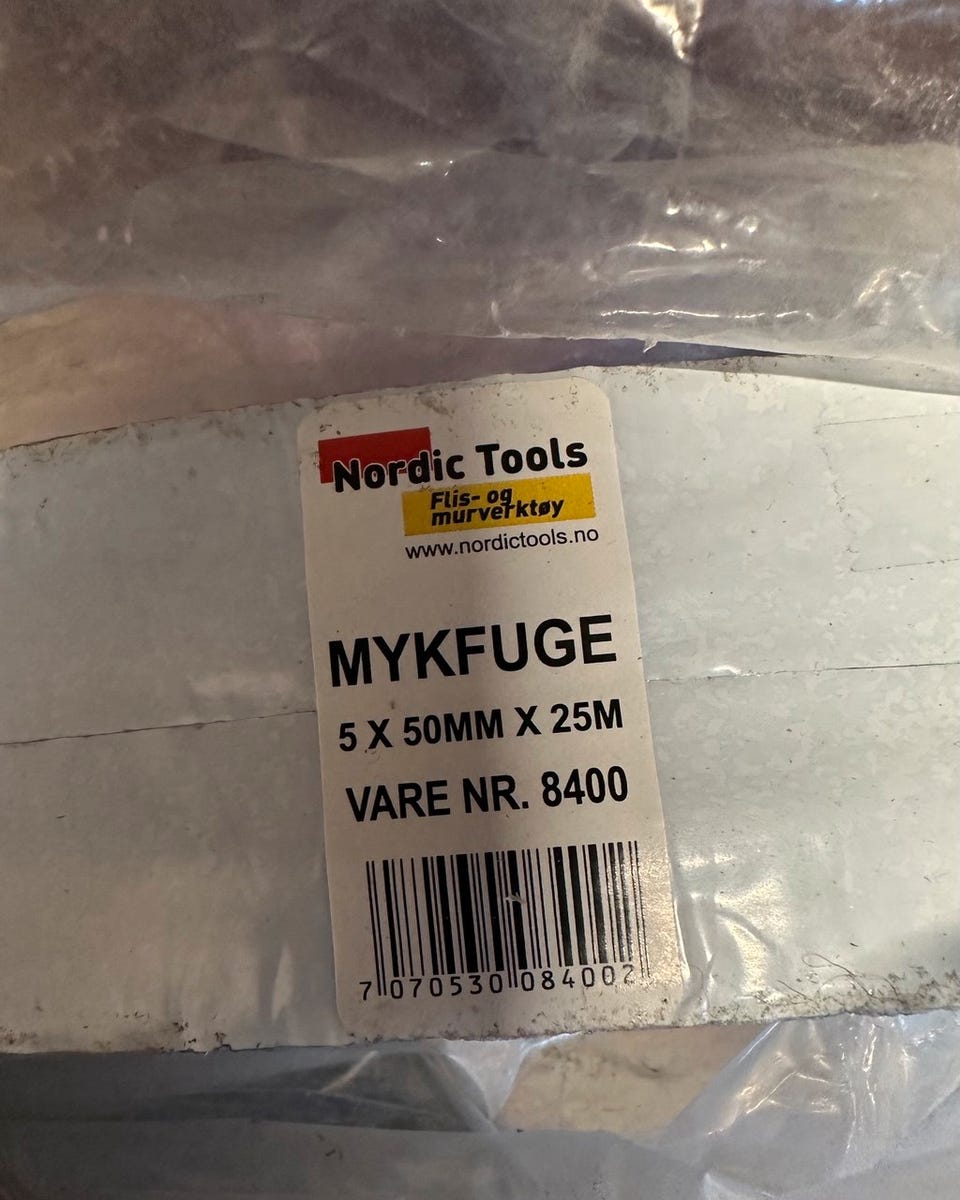 Nordic Tools
Flis- og
murverktøy
www.nordictools.no
MYKFUGE
5 X 50MM X 25M
VARE NR. 8400
7 070530 084002